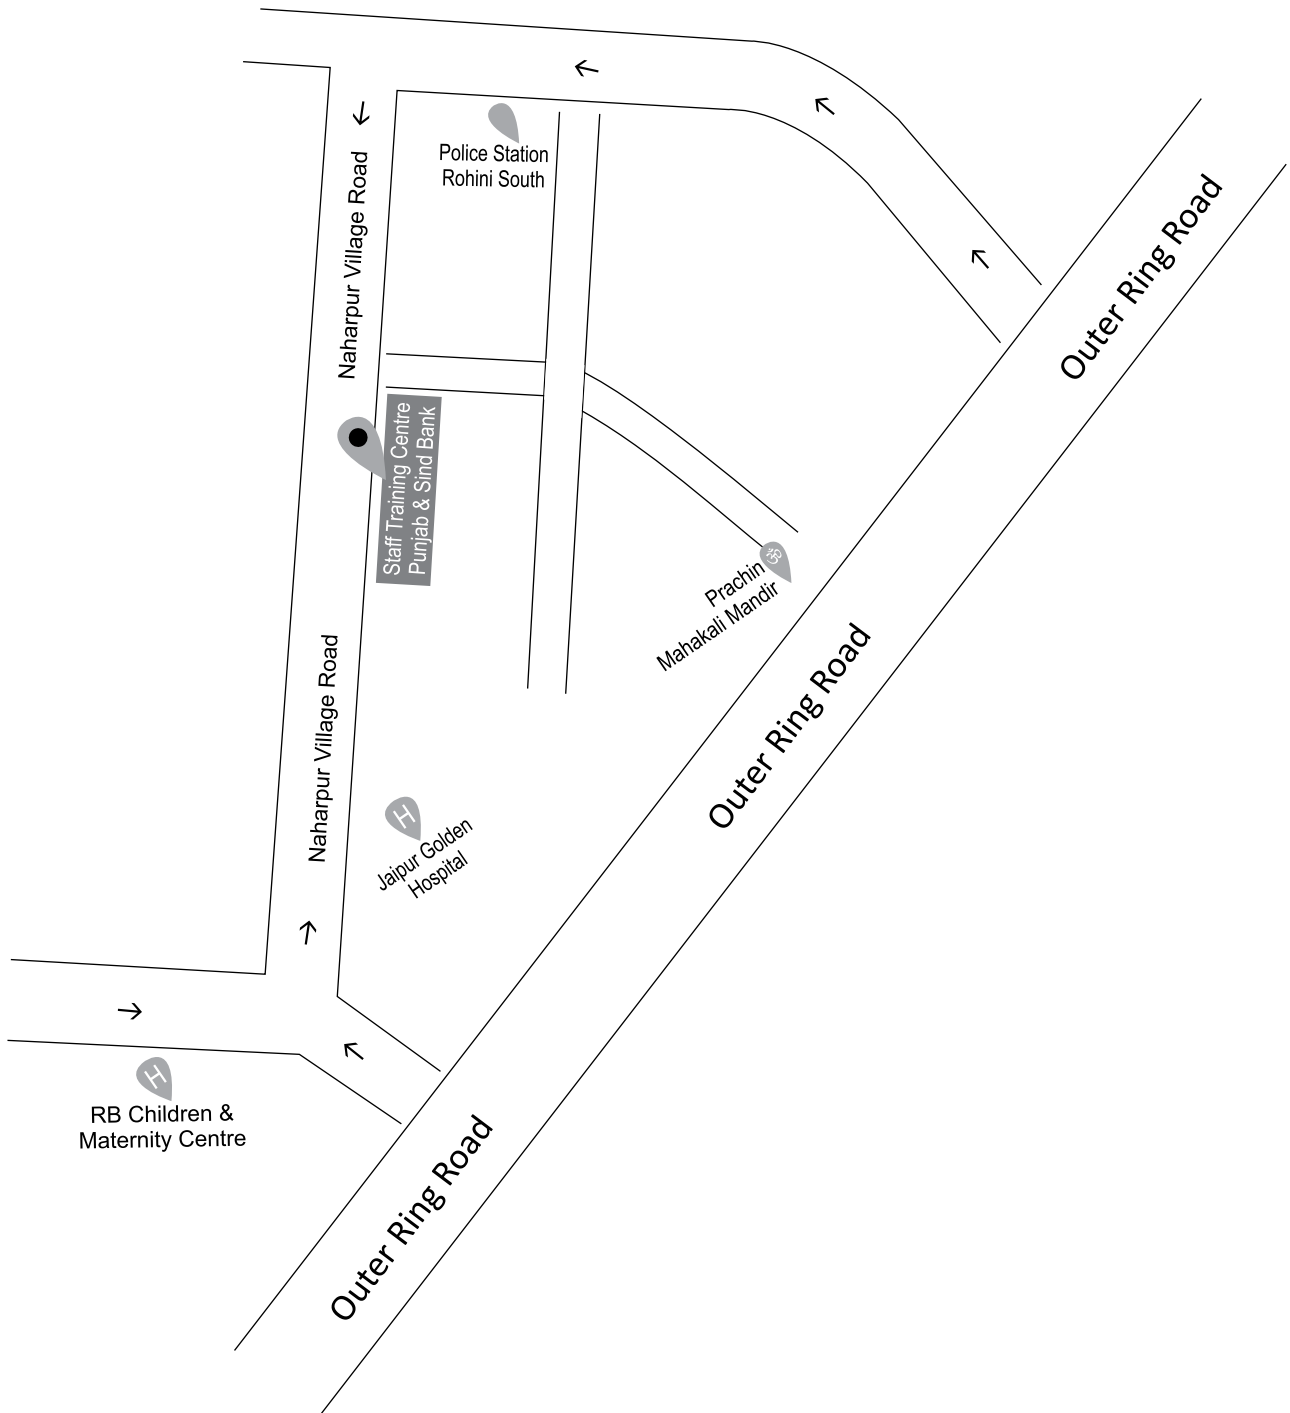 Police Station
Rohini South
Naharpur Village Road
Outer Ring Road
Staff Training Centre
Punjab & Sind Bank
ॐ
Prachin
Mahakali Mandir
Naharpur Village Road
Outer Ring Road
H
Jaipur Golden
Hospital
H
RB Children &
Maternity Centre
Outer Ring Road